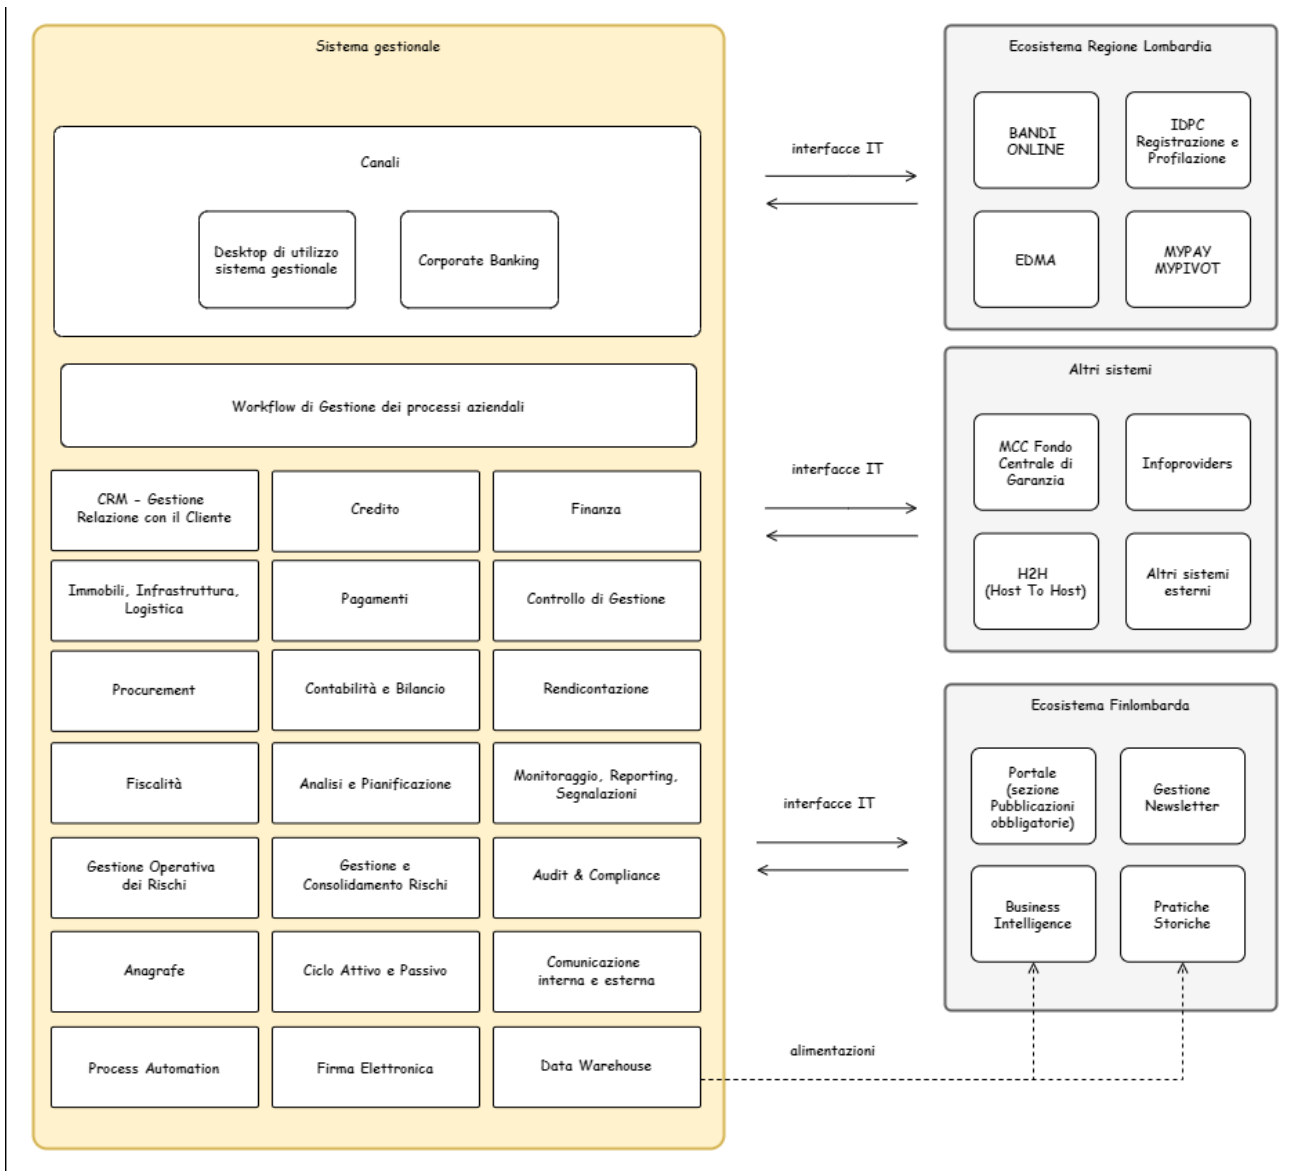 Sistema gestionale
Canali
Desktop di utilizzo
sistema gestionale
Corporate Banking
Workflow di Gestione dei processi aziendali
CRM - Gestione
Relazione con il Cliente
Credito
Finanza
Immobili, Infrastruttura,
Logistica
Pagamenti
Controllo di Gestione
Procurement
Contabilità e Bilancio
Rendicontazione
Fiscalità
Analisi e Pianificazione
Monitoraggio, Reporting,
Segnalazioni
Gestione Operativa
dei Rischi
Gestione e
Consolidamento Rischi
Audit & Compliance
Anagrafe
Ciclo Attivo e Passivo
Comunicazione
interna e esterna
Process Automation
Firma Elettronica
Data Warehouse
interfacce IT
interfacce IT
interfacce IT
alimentazioni
Ecosistema Regione Lombardia
BANDI
ONLINE
IDPC
Registrazione e
Profilazione
EDMA
MYPAY
MYPIVOT
Altri sistemi
MCC Fondo
Centrale di
Garanzia
Infoproviders
H2H
(Host To Host)
Altri sistemi
esterni
Ecosistema Finlombarda
Portale
(sezione
Pubblicazioni
obbligatorie)
Gestione
Newsletter
Business
Intelligence
Pratiche
Storiche